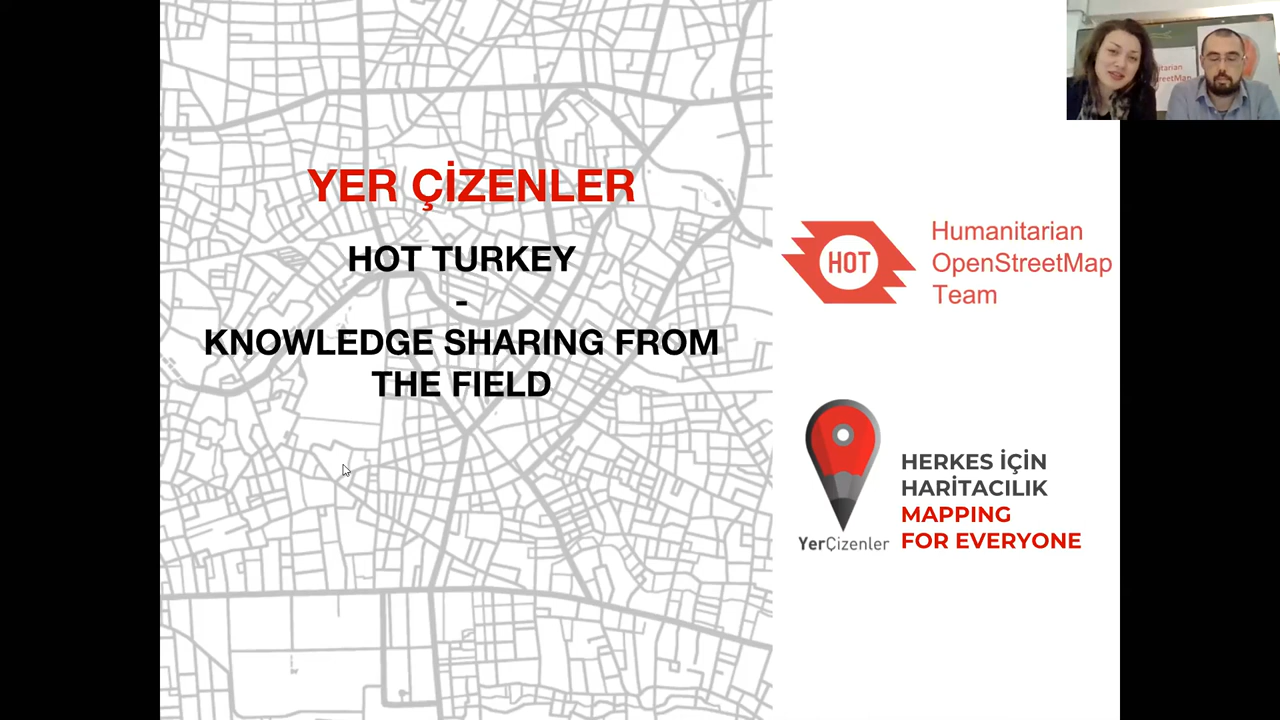 YER ÇİZENLER
HOT TURKEY
-
KNOWLEDGE SHARING FROM
THE FIELD
HOT
Humanitarian
OpenStreetMap
Team
YerÇizenler
HERKES İÇİN
HARİTACILIK
MAPPING
FOR EVERYONE